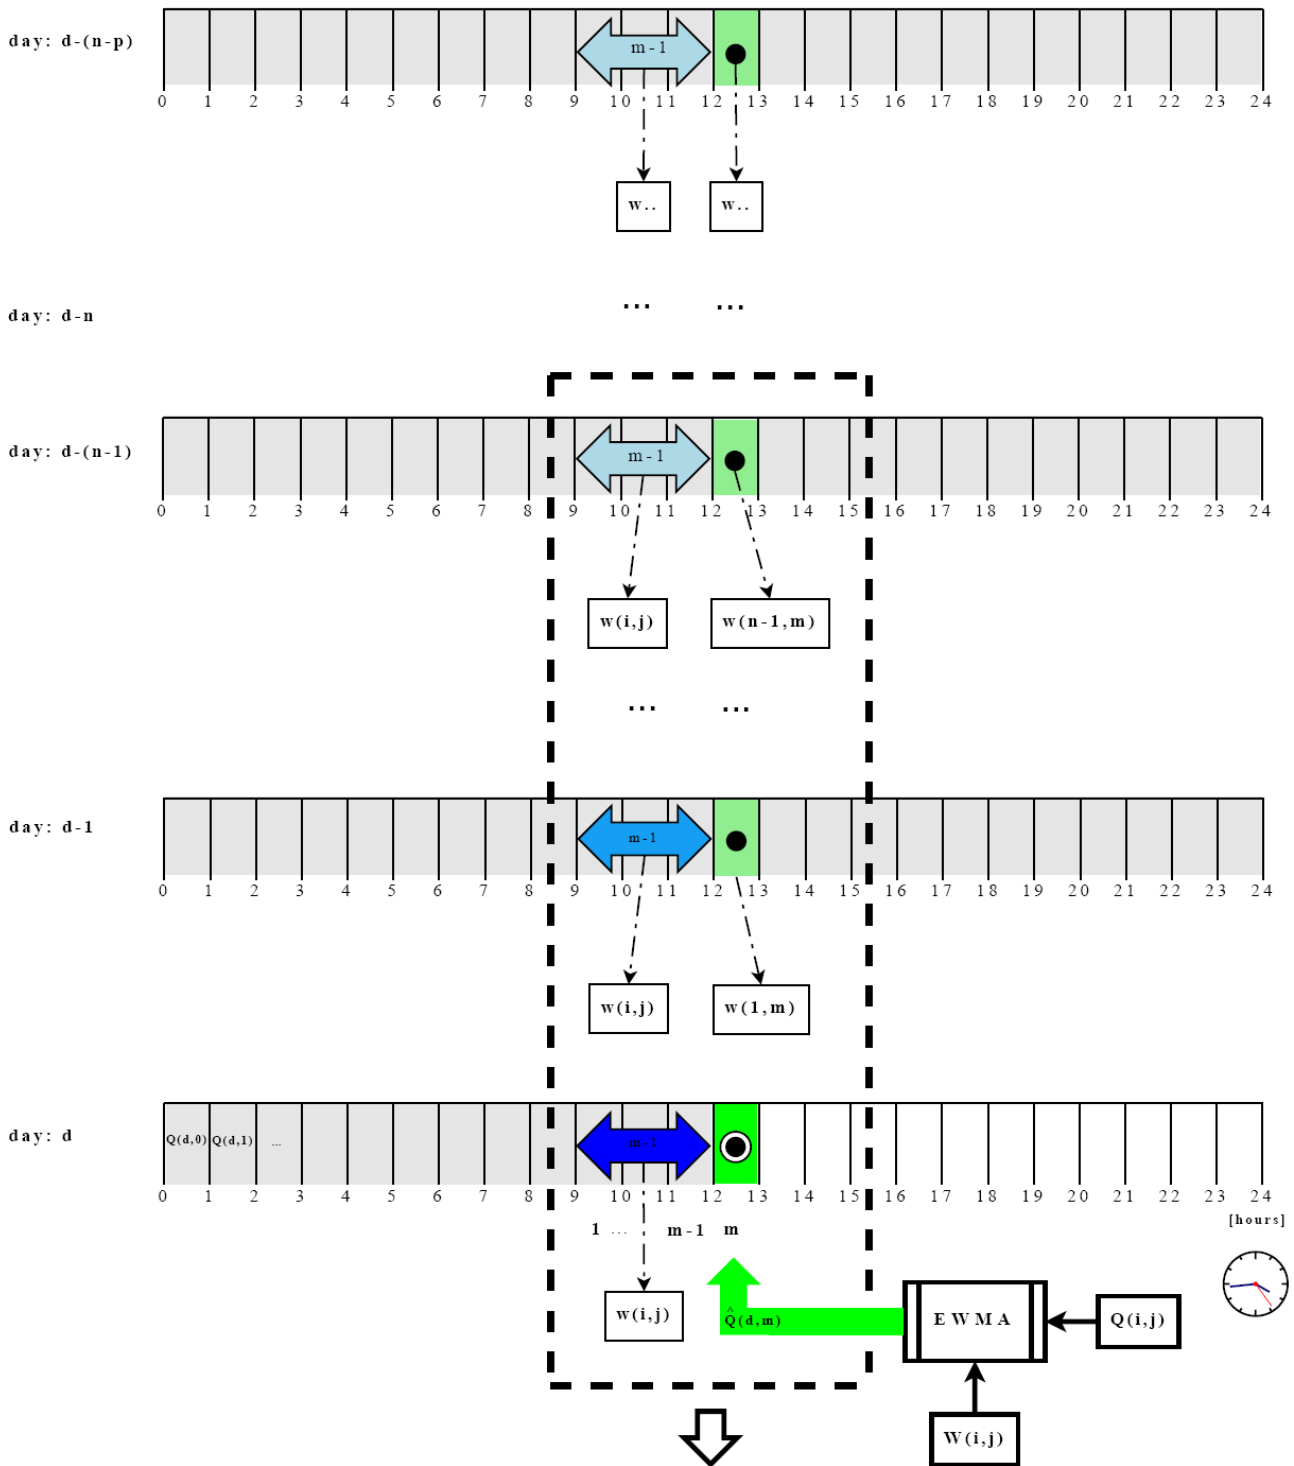 day: d-(n-p)
m-1
0 1 2 3 4 5 6 7 8 9 10 11 12 13 14 15 16 17 18 19 20 21 22 23 24
w.. w..
... ...
day: d-n
day: d-(n-1)
m-1
0 1 2 3 4 5 6 7 8 9 10 11 12 13 14 15 16 17 18 19 20 21 22 23 24
w(i,j) w(n-1,m)
... ...
day: d-1
m-1
0 1 2 3 4 5 6 7 8 9 10 11 12 13 14 15 16 17 18 19 20 21 22 23 24
w(i,j) w(1,m)
day: d
Q(d,0) Q(d,1) ... m-1
0 1 2 3 4 5 6 7 8 9 10 11 12 13 14 15 16 17 18 19 20 21 22 23 24
[hours]
1 ... m-1 m
w(i,j) Q̂(d,m) EWMA Q(i,j)
W(i,j)